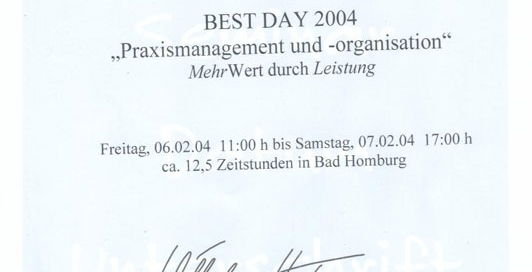 BEST DAY 2004
„Praxismanagement und -organisation“
MehrWert durch Leistung
Freitag, 06.02.04 11:00 h bis Samstag, 07.02.04 17:00 h
ca. 12,5 Zeitstunden in Bad Homburg